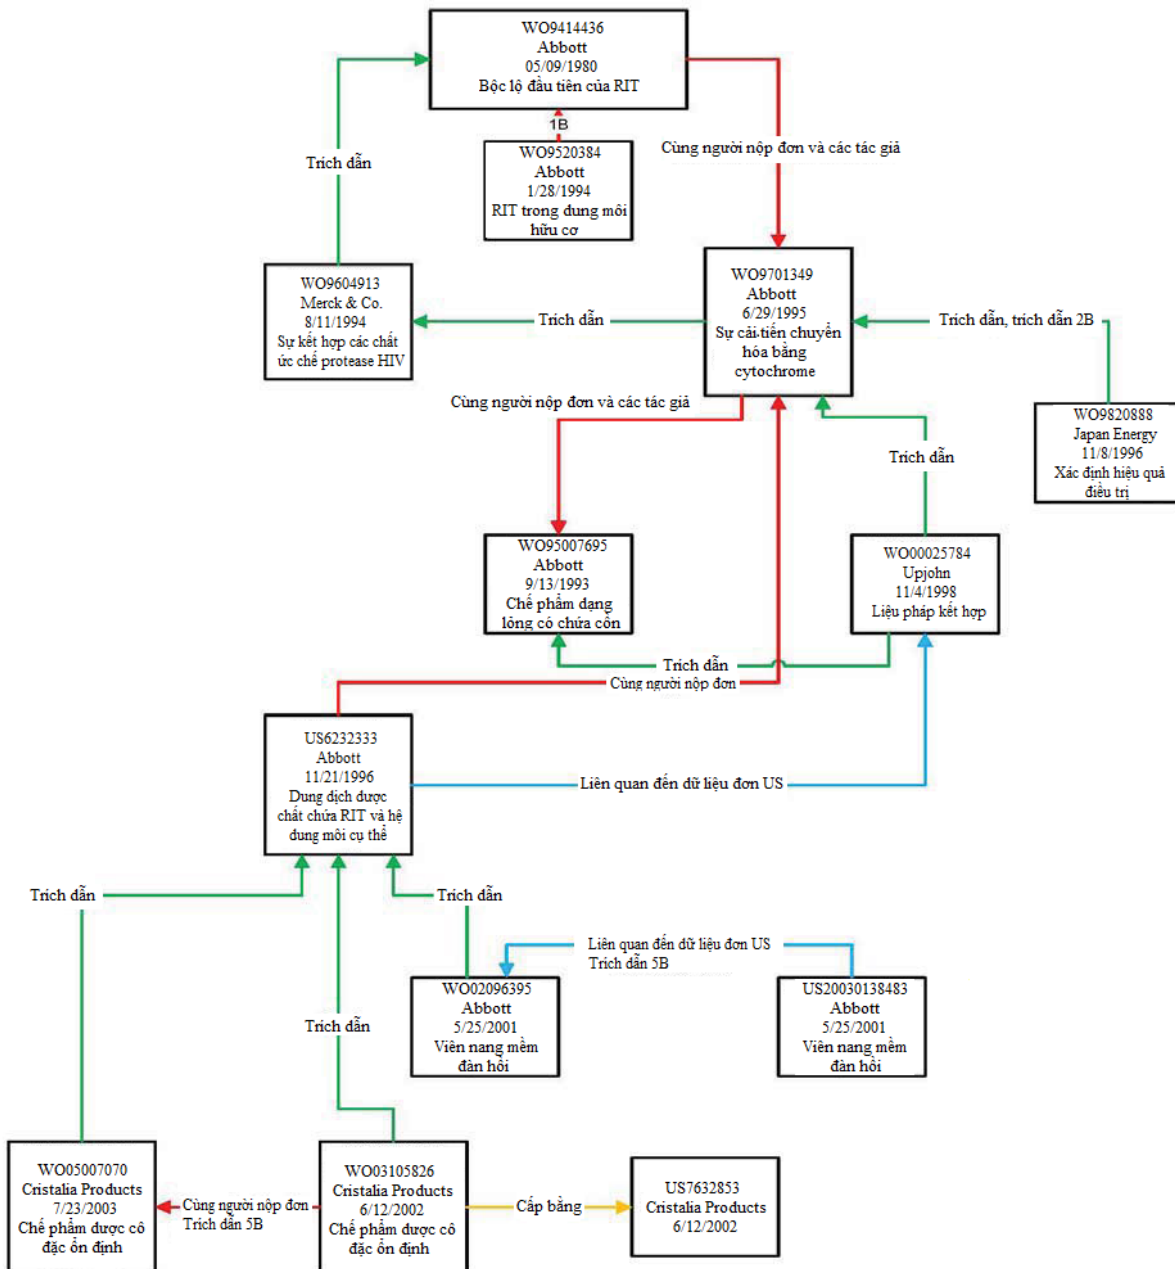 WO9414436
Abbott
05/09/1980
Bộc lộ đầu tiên của RIT
1B
WO9520384
Abbott
1/28/1994
RIT trong dung môi
hữu cơ
Trích dẫn
Cùng người nộp đơn và các tác giả
WO9604913
Merck & Co.
8/11/1994
Sự kết hợp các chất
ức chế protease HIV
Trích dẫn
WO9701349
Abbott
6/29/1995
Sự cải tiến chuyển
hóa bằng
cytochrome
Trích dẫn, trích dẫn 2B
WO9820888
Japan Energy
11/8/1996
Xác định hiệu quả
điều trị
Cùng người nộp đơn và các tác giả
Trích dẫn
WO95007695
Abbott
9/13/1993
Chế phẩm dạng
lỏng có chứa cồn
WO00025784
Upjohn
11/4/1998
Liệu pháp kết hợp
Trích dẫn
Cùng người nộp đơn
US6232333
Abbott
11/21/1996
Dung dịch dược
chất chứa RIT và hệ
dung môi cụ thể
Liên quan đến dữ liệu đơn US
Trích dẫn
Trích dẫn
Trích dẫn
Liên quan đến dữ liệu đơn US
Trích dẫn 5B
WO02096395
Abbott
5/25/2001
Viên nang mềm
đàn hồi
US20030138483
Abbott
5/25/2001
Viên nang mềm
đàn hồi
WO05007070
Cristalia Products
7/23/2003
Chế phẩm dược cô
đặc ổn định
Cùng người nộp đơn
Trích dẫn 5B
WO03105826
Cristalia Products
6/12/2002
Chế phẩm dược cô
đặc ổn định
Cấp bằng
US7632853
Cristalia Products
6/12/2002